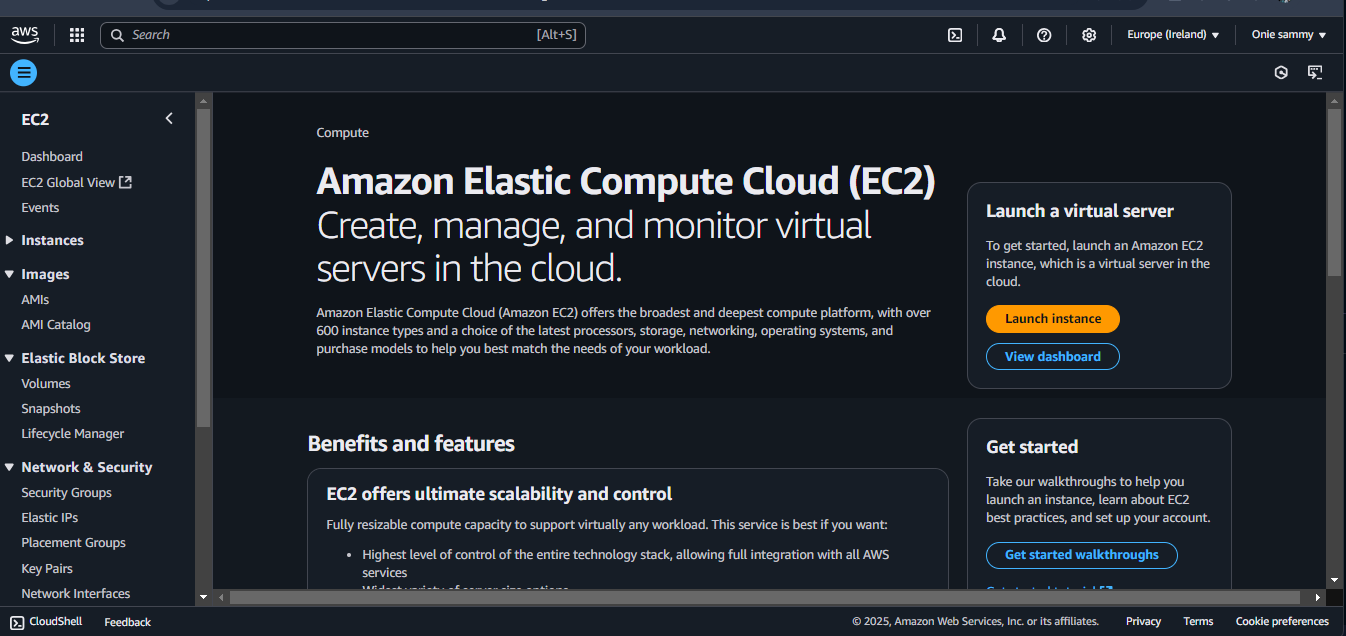 aws
Search
[Alt+S]
Europe (Ireland)
Onie sammy
EC2
Dashboard
EC2 Global View
Events
Instances
Images
AMIs
AMI Catalog
Elastic Block Store
Volumes
Snapshots
Lifecycle Manager
Network & Security
Security Groups
Elastic IPs
Placement Groups
Key Pairs
Network Interfaces
Compute
Amazon Elastic Compute Cloud (EC2)
Create, manage, and monitor virtual
servers in the cloud.
Amazon Elastic Compute Cloud (Amazon EC2) offers the broadest and deepest compute platform, with over
600 instance types and a choice of the latest processors, storage, networking, operating systems, and
purchase models to help you best match the needs of your workload.
Launch a virtual server
To get started, launch an Amazon EC2
instance, which is a virtual server in the
cloud.
Launch instance
View dashboard
Benefits and features
EC2 offers ultimate scalability and control
Fully resizable compute capacity to support virtually any workload. This service is best if you want:
• Highest level of control of the entire technology stack, allowing full integration with all AWS
services
Widest variety of server size options
Get started
Take our walkthroughs to help you
launch an instance, learn about EC2
best practices, and set up your account.
Get started walkthroughs
Get started tutorial
CloudShell
Feedback
© 2025, Amazon Web Services, Inc. or its affiliates.
Privacy
Terms
Cookie preferences